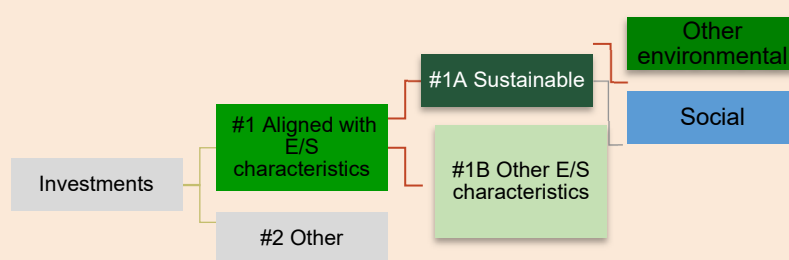 Investments
#1 Aligned with
E/S
characteristics
#2 Other
#1A Sustainable
#1B Other E/S
characteristics
Other
environmental
Social